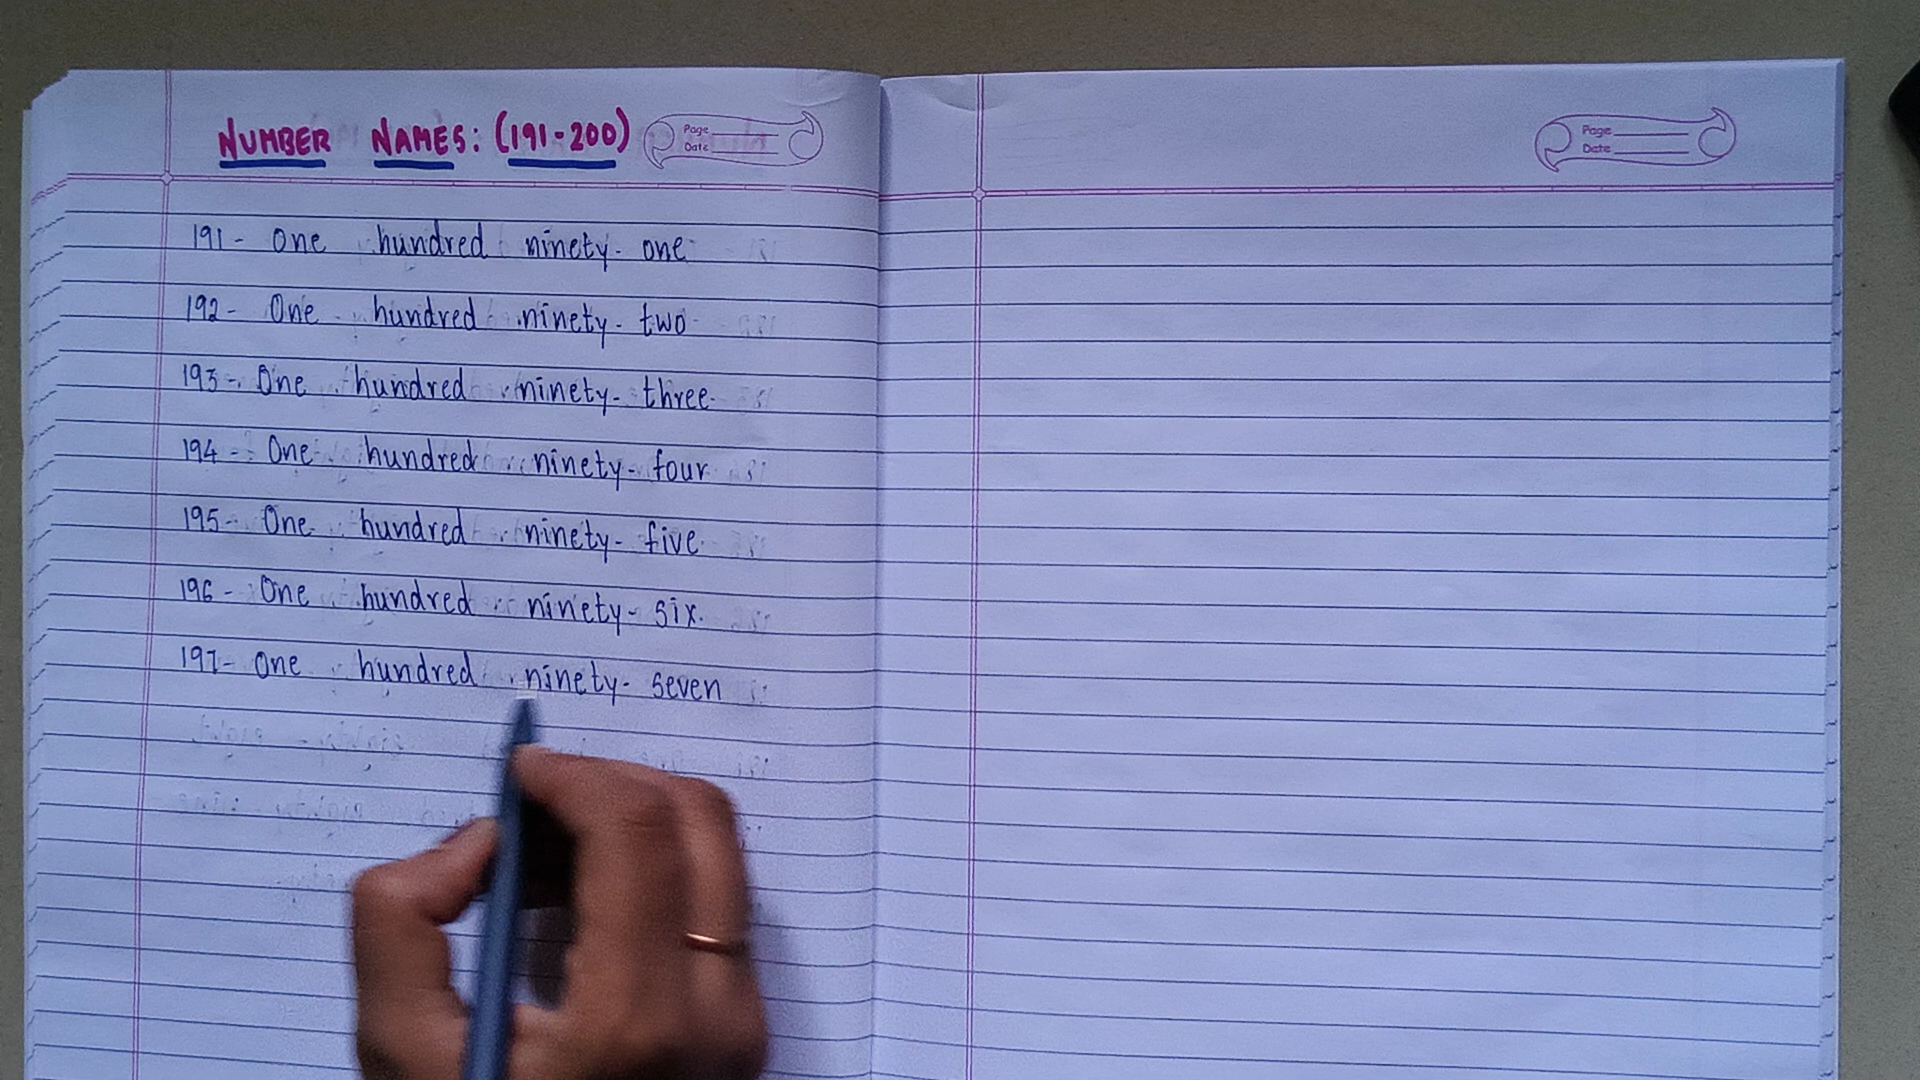 NUMBER NAMES: (191-200)
Page
Date
Page
Date
191- One hundred ninety- one
192- One hundred ninety- two
193- One hundred ninety- three
194- One hundred ninety- four
195- One hundred ninety- five
196- One hundred ninety- six
197- One hundred ninety- seven